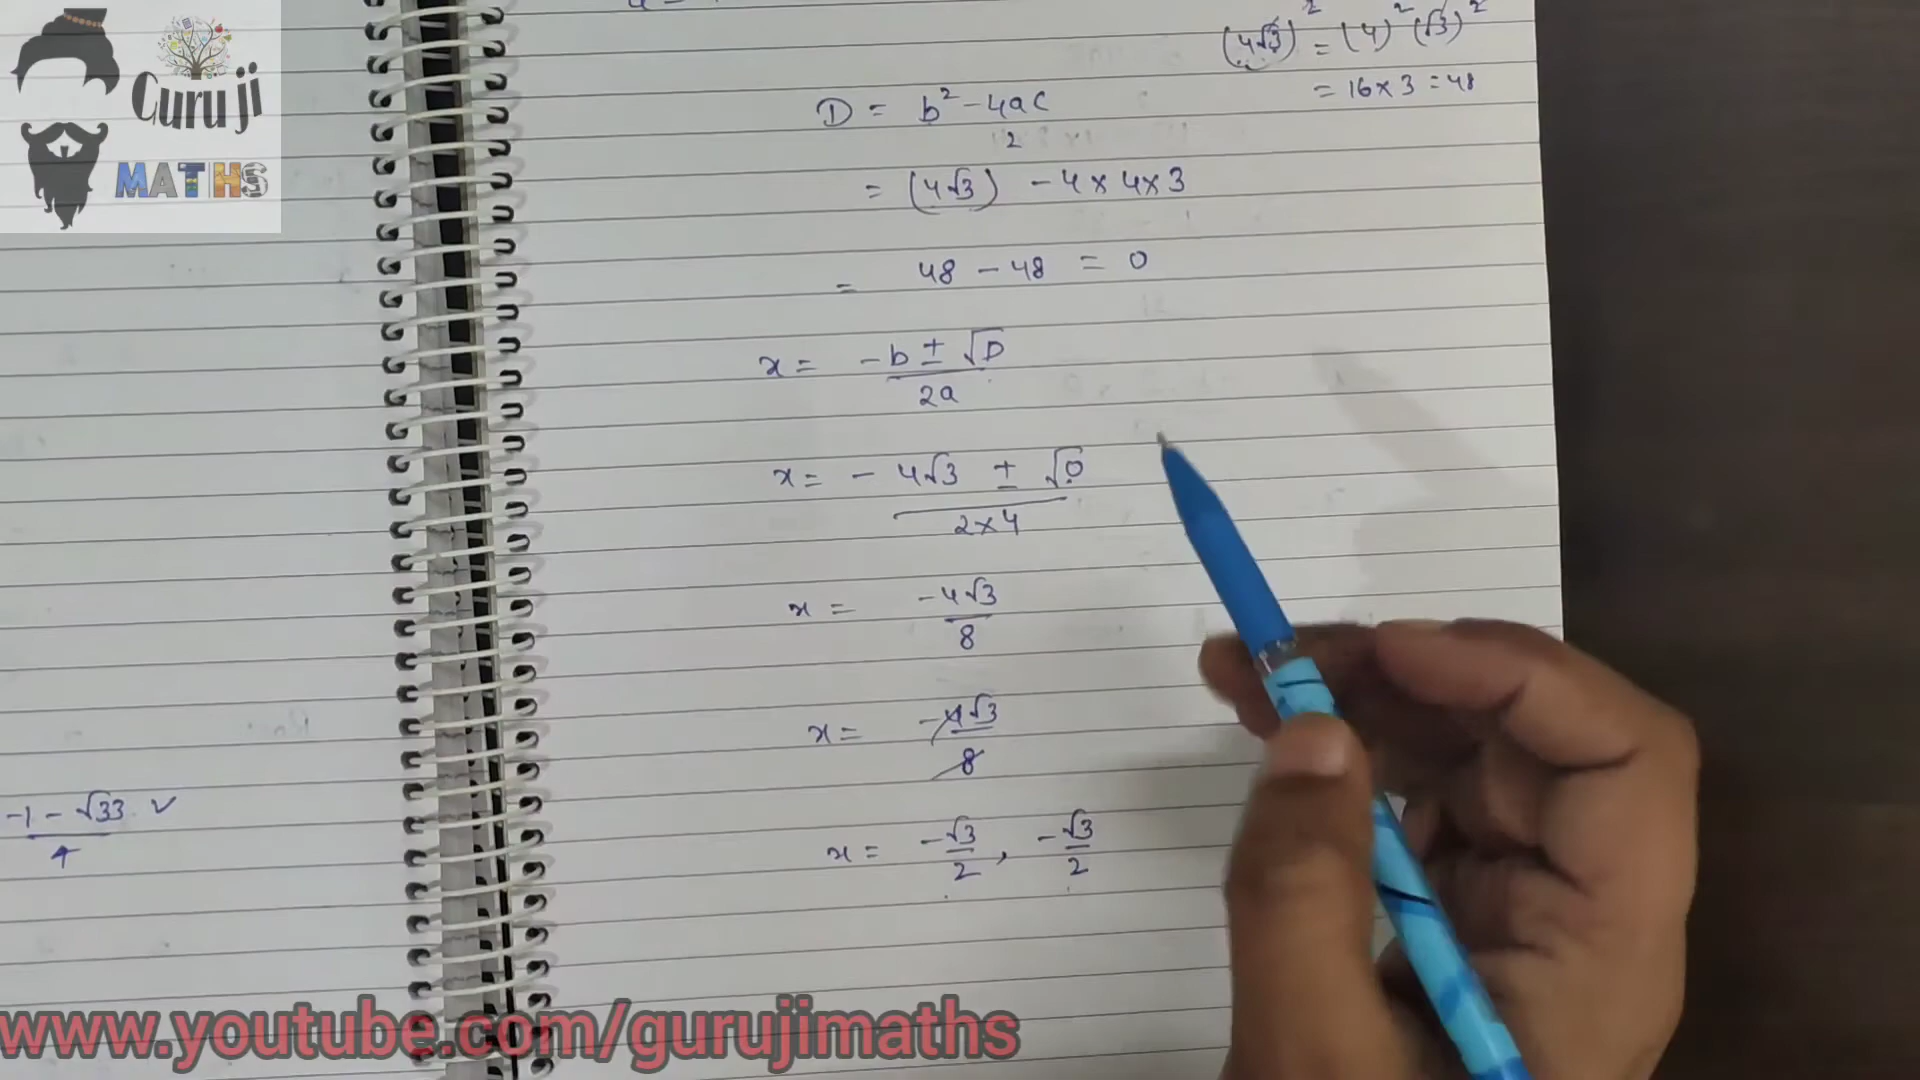 Guru ji
MATHS
(4√3)² = (4)² (√3)²
= 16 × 3 = 48
D = b² - 4ac
= (4√3)² - 4 × 4 × 3
= 48 - 48 = 0
x = -b ± √D / 2a
x = - 4√3 ± √0 / 2 × 4
x = -4√3 / 8
x = -4√3 / 8
x = -√3/2 , -√3/2
-1 - √33 / 4 ✓
www.youtube.com/gurujimaths